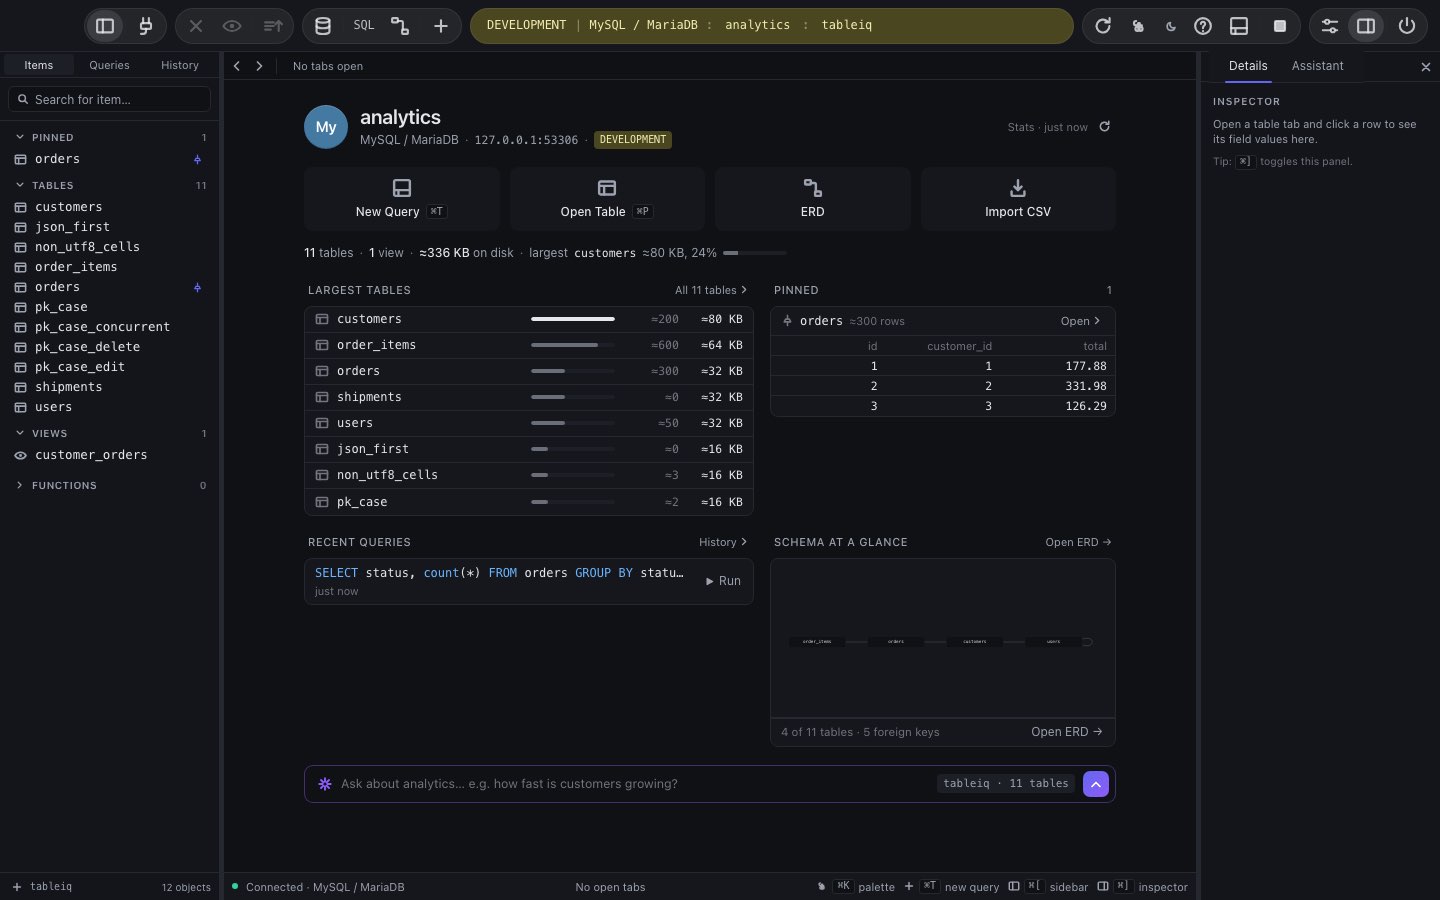 SQL
DEVELOPMENT | MySQL / MariaDB : analytics : tableiq
Items Queries History
Search for item...
PINNED 1
orders
TABLES 11
customers
json_first
non_utf8_cells
order_items
orders
pk_case
pk_case_concurrent
pk_case_delete
pk_case_edit
shipments
users
VIEWS 1
customer_orders
FUNCTIONS 0
+ tableiq 12 objects
No tabs open
My
analytics
MySQL / MariaDB · 127.0.0.1:53306 · DEVELOPMENT
Stats · just now
New Query ⌘T
Open Table ⌘P
ERD
Import CSV
11 tables · 1 view · ≈336 KB on disk · largest customers ≈80 KB, 24%
LARGEST TABLES All 11 tables >
customers ≈200 ≈80 KB
order_items ≈600 ≈64 KB
orders ≈300 ≈32 KB
shipments ≈0 ≈32 KB
users ≈50 ≈32 KB
json_first ≈0 ≈16 KB
non_utf8_cells ≈3 ≈16 KB
pk_case ≈2 ≈16 KB
PINNED 1
orders ≈300 rows Open >
id customer_id total
1 1 177.88
2 2 331.98
3 3 126.29
RECENT QUERIES History >
SELECT status, count(*) FROM orders GROUP BY statu…
just now
Run
SCHEMA AT A GLANCE Open ERD →
order_items orders customers users
4 of 11 tables · 5 foreign keys Open ERD →
Ask about analytics… e.g. how fast is customers growing?
tableiq · 11 tables
Connected · MySQL / MariaDB
No open tabs
⌘K palette + ⌘T new query ⌘[ sidebar ⌘] inspector
Details Assistant
INSPECTOR
Open a table tab and click a row to see
its field values here.
Tip: ⌘] toggles this panel.